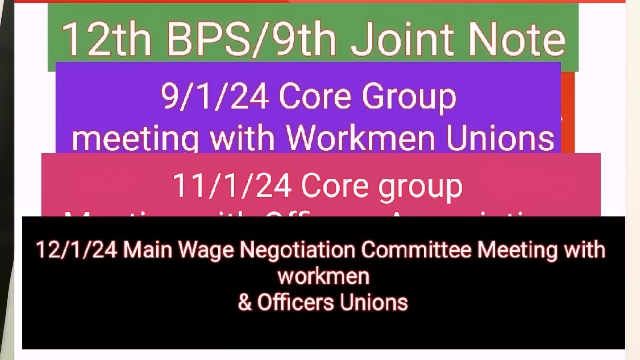 12th BPS/9th Joint Note
9/1/24 Core Group
meeting with Workmen Unions
11/1/24 Core group
12/1/24 Main Wage Negotiation Committee Meeting with
workmen
& Officers Unions